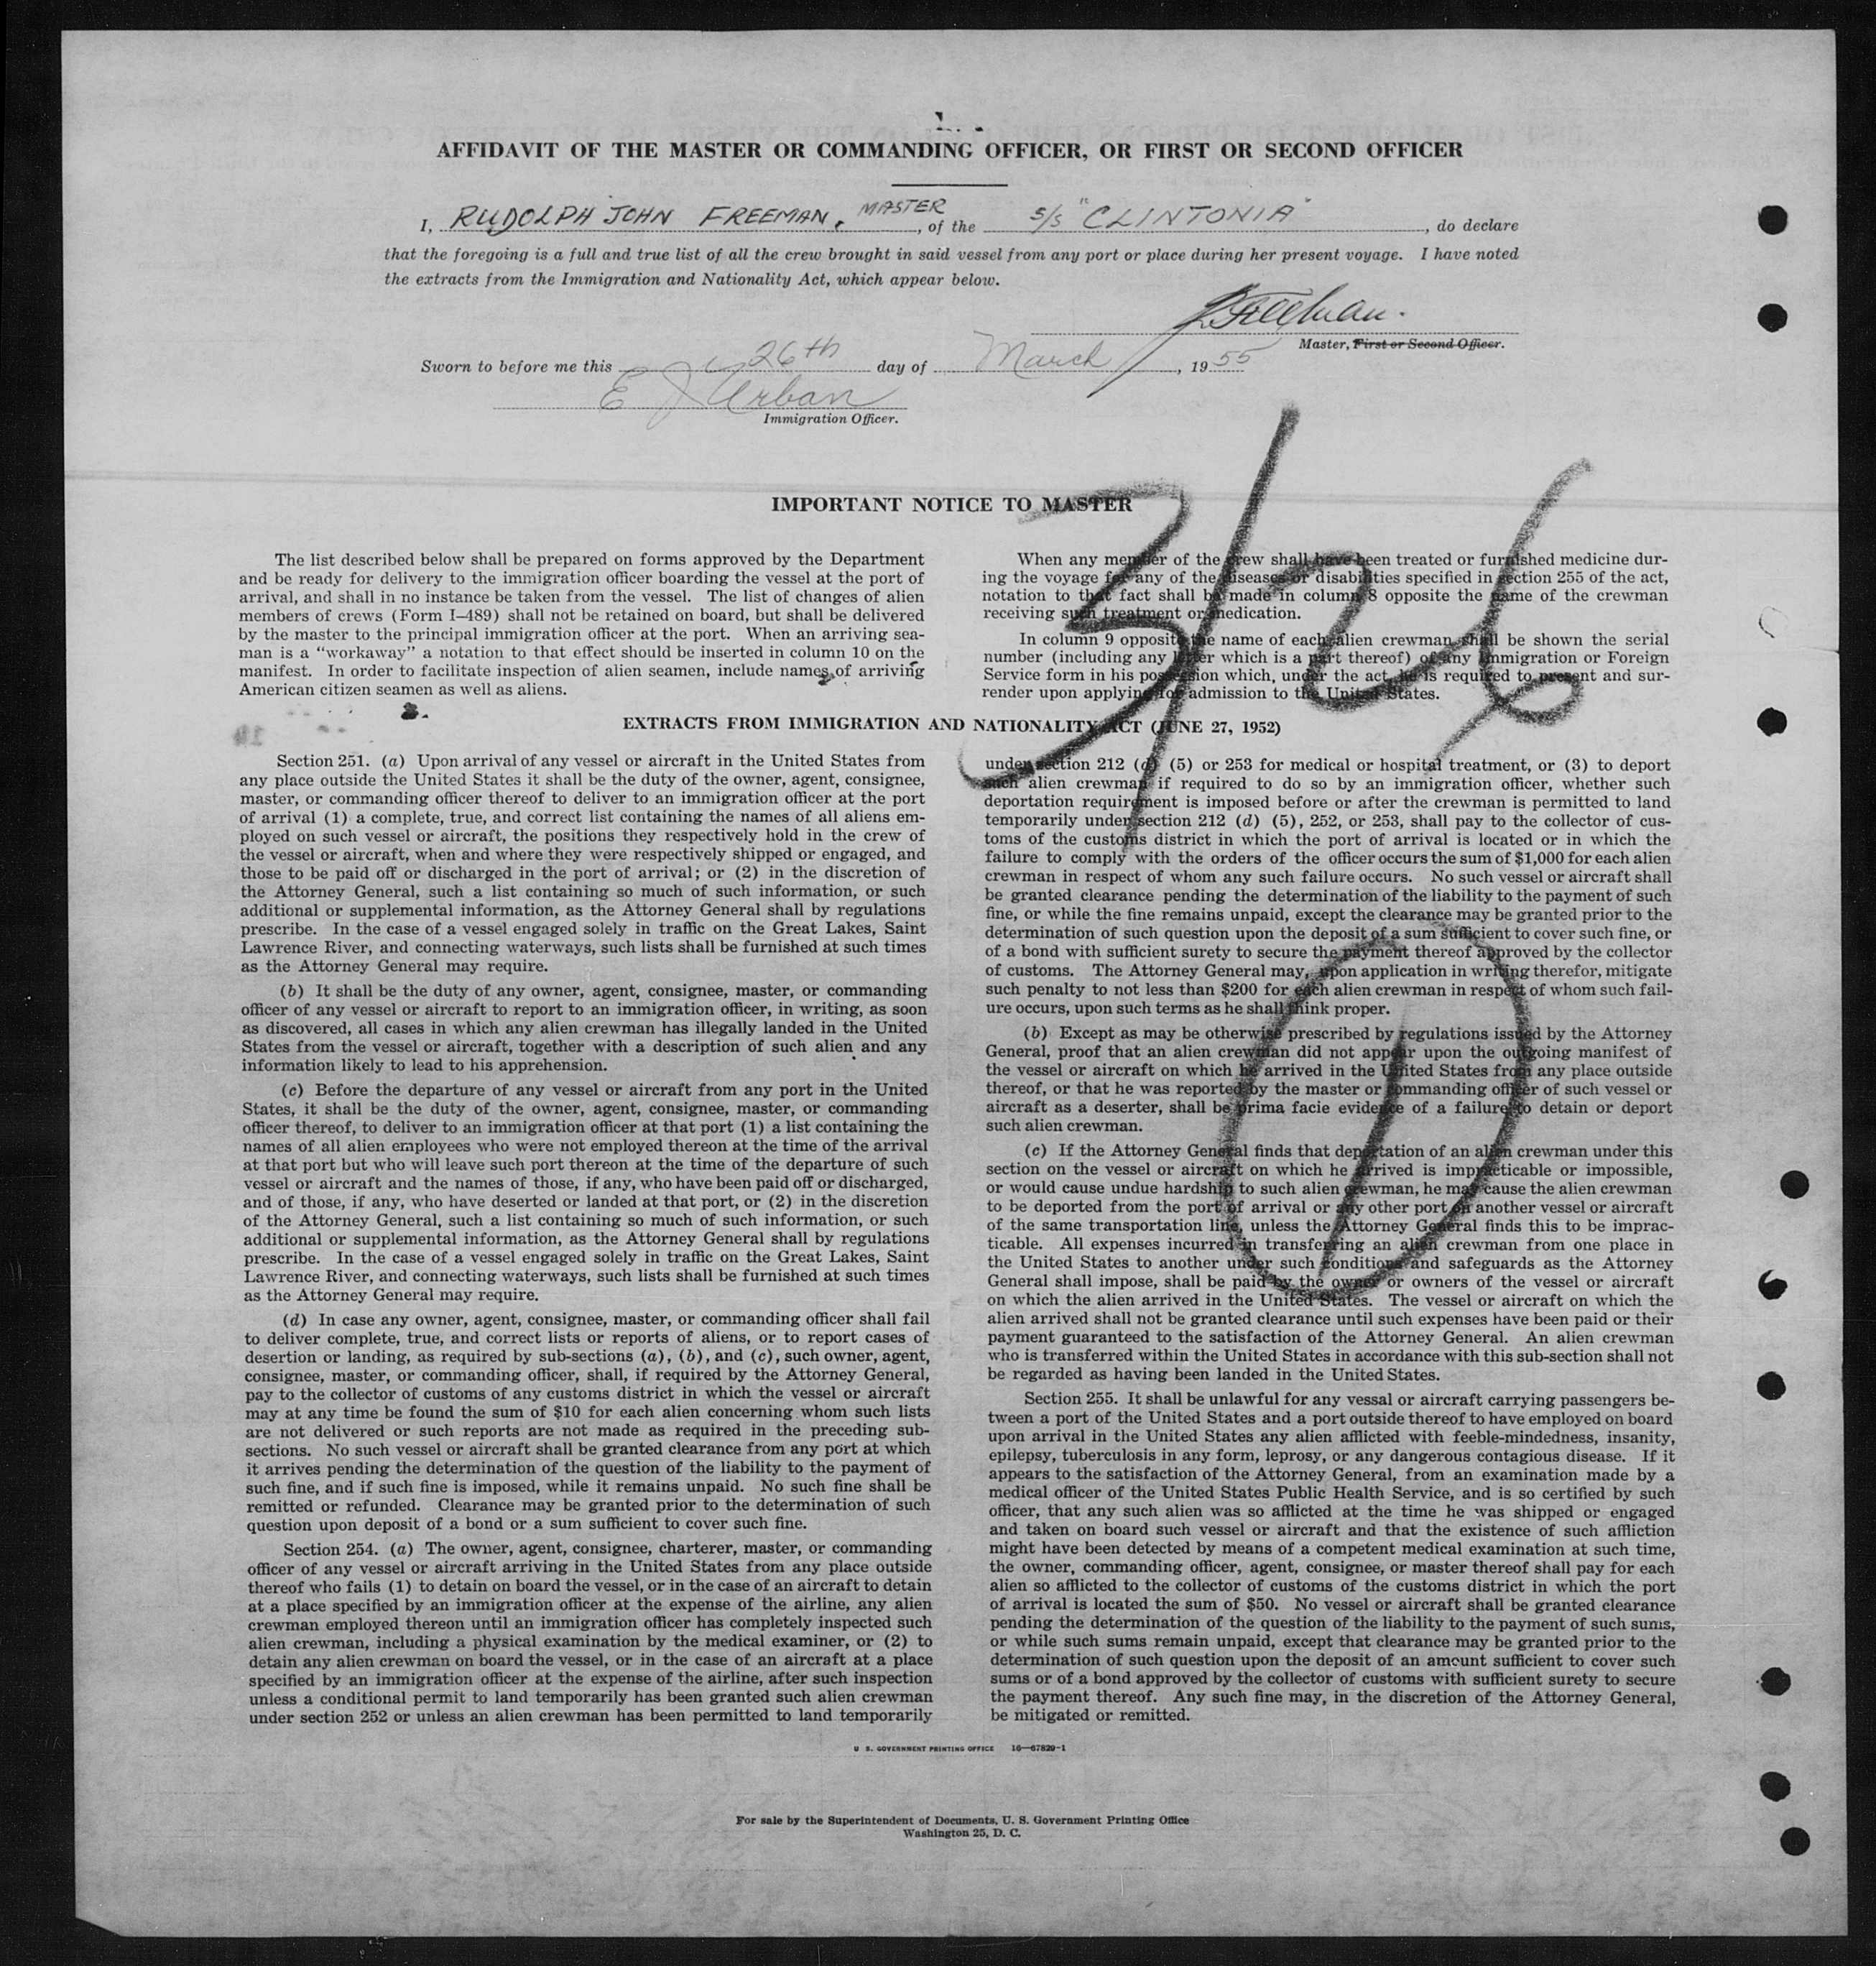 AFFIDAVIT OF THE MASTER OR COMMANDING OFFICER, OR FIRST OR SECOND OFFICER
I, RUDOLPH JOHN FREEMAN, MASTER, of the S/S "CLINTONIA", do declare
that the foregoing is a full and true list of all the crew brought in said vessel from any port or place during her present voyage. I have noted
the extracts from the Immigration and Nationality Act, which appear below.
R. Freeman.
Master, First or Second Officer.
Sworn to before me this 26th day of March, 1955
E J Urban
Immigration Officer.
3/26
IMPORTANT NOTICE TO MASTER
The list described below shall be prepared on forms approved by the Department
and be ready for delivery to the immigration officer boarding the vessel at the port of
arrival, and shall in no instance be taken from the vessel. The list of changes of alien
members of crews (Form I–489) shall not be retained on board, but shall be delivered
by the master to the principal immigration officer at the port. When an arriving sea-
man is a “workaway” a notation to that effect should be inserted in column 10 on the
manifest. In order to facilitate inspection of alien seamen, include names of arriving
American citizen seamen as well as aliens.
When any member of the crew shall have been treated or furnished medicine dur-
ing the voyage for any of the diseases or disabilities specified in section 255 of the act,
notation to that fact shall be made in column 8 opposite the name of the crewman
receiving such treatment or medication.
In column 9 opposite the name of each alien crewman shall be shown the serial
number (including any letter which is a part thereof) of any Immigration or Foreign
Service form in his possession which, under the act, he is required to present and sur-
render upon applying for admission to the United States.
EXTRACTS FROM IMMIGRATION AND NATIONALITY ACT (JUNE 27, 1952)
Section 251. (a) Upon arrival of any vessel or aircraft in the United States from
any place outside the United States it shall be the duty of the owner, agent, consignee,
master, or commanding officer thereof to deliver to an immigration officer at the port
of arrival (1) a complete, true, and correct list containing the names of all aliens em-
ployed on such vessel or aircraft, the positions they respectively hold in the crew of
the vessel or aircraft, when and where they were respectively shipped or engaged, and
those to be paid off or discharged in the port of arrival; or (2) in the discretion of
the Attorney General, such a list containing so much of such information, or such
additional or supplemental information, as the Attorney General shall by regulations
prescribe. In the case of a vessel engaged solely in traffic on the Great Lakes, Saint
Lawrence River, and connecting waterways, such lists shall be furnished at such times
as the Attorney General may require.
(b) It shall be the duty of any owner, agent, consignee, master, or commanding
officer of any vessel or aircraft to report to an immigration officer, in writing, as soon
as discovered, all cases in which any alien crewman has illegally landed in the United
States from the vessel or aircraft, together with a description of such alien and any
information likely to lead to his apprehension.
(c) Before the departure of any vessel or aircraft from any port in the United
States, it shall be the duty of the owner, agent, consignee, master, or commanding
officer thereof, to deliver to an immigration officer at that port (1) a list containing the
names of all alien employees who were not employed thereon at the time of the arrival
at that port but who will leave such port thereon at the time of the departure of such
vessel or aircraft and the names of those, if any, who have been paid off or discharged,
and of those, if any, who have deserted or landed at that port, or (2) in the discretion
of the Attorney General, such a list containing so much of such information, or such
additional or supplemental information, as the Attorney General shall by regulations
prescribe. In the case of a vessel engaged solely in traffic on the Great Lakes, Saint
Lawrence River, and connecting waterways, such lists shall be furnished at such times
as the Attorney General may require.
(d) In case any owner, agent, consignee, master, or commanding officer shall fail
to deliver complete, true, and correct lists or reports of aliens, or to report cases of
desertion or landing, as required by sub-sections (a), (b), and (c), such owner, agent,
consignee, master, or commanding officer, shall, if required by the Attorney General,
pay to the collector of customs of any customs district in which the vessel or aircraft
may at any time be found the sum of $10 for each alien concerning whom such lists
are not delivered or such reports are not made as required in the preceding sub-
sections. No such vessel or aircraft shall be granted clearance from any port at which
it arrives pending the determination of the question of the liability to the payment of
such fine, and if such fine is imposed, while it remains unpaid. No such fine shall be
remitted or refunded. Clearance may be granted prior to the determination of such
question upon deposit of a bond or a sum sufficient to cover such fine.
Section 254. (a) The owner, agent, consignee, charterer, master, or commanding
officer of any vessel or aircraft arriving in the United States from any place outside
thereof who fails (1) to detain on board the vessel, or in the case of an aircraft to detain
at a place specified by an immigration officer at the expense of the airline, any alien
crewman employed thereon until an immigration officer has completely inspected such
alien crewman, including a physical examination by the medical examiner, or (2) to
detain any alien crewman on board the vessel, or in the case of an aircraft at a place
specified by an immigration officer at the expense of the airline, after such inspection
unless a conditional permit to land temporarily has been granted such alien crewman
under section 252 or unless an alien crewman has been permitted to land temporarily
under section 212 (d) (5) or 253 for medical or hospital treatment, or (3) to deport
such alien crewman if required to do so by an immigration officer, whether such
deportation requirement is imposed before or after the crewman is permitted to land
temporarily under section 212 (d) (5), 252, or 253, shall pay to the collector of cus-
toms of the customs district in which the port of arrival is located or in which the
failure to comply with the orders of the officer occurs the sum of $1,000 for each alien
crewman in respect of whom any such failure occurs. No such vessel or aircraft shall
be granted clearance pending the determination of the liability to the payment of such
fine, or while the fine remains unpaid, except the clearance may be granted prior to the
determination of such question upon the deposit of a sum sufficient to cover such fine, or
of a bond with sufficient surety to secure the payment thereof approved by the collector
of customs. The Attorney General may, upon application in writing therefor, mitigate
such penalty to not less than $200 for each alien crewman in respect of whom such fail-
ure occurs, upon such terms as he shall think proper.
(b) Except as may be otherwise prescribed by regulations issued by the Attorney
General, proof that an alien crewman did not appear upon the outgoing manifest of
the vessel or aircraft on which he arrived in the United States from any place outside
thereof, or that he was reported by the master or commanding officer of such vessel or
aircraft as a deserter, shall be prima facie evidence of a failure to detain or deport
such alien crewman.
(c) If the Attorney General finds that deportation of an alien crewman under this
section on the vessel or aircraft on which he arrived is impracticable or impossible,
or would cause undue hardship to such alien crewman, he may cause the alien crewman
to be deported from the port of arrival or any other port on another vessel or aircraft
of the same transportation line, unless the Attorney General finds this to be imprac-
ticable. All expenses incurred in transferring an alien crewman from one place in
the United States to another under such conditions and safeguards as the Attorney
General shall impose, shall be paid by the owner or owners of the vessel or aircraft
on which the alien arrived in the United States. The vessel or aircraft on which the
alien arrived shall not be granted clearance until such expenses have been paid or their
payment guaranteed to the satisfaction of the Attorney General. An alien crewman
who is transferred within the United States in accordance with this sub-section shall not
be regarded as having been landed in the United States.
Section 255. It shall be unlawful for any vessal or aircraft carrying passengers be-
tween a port of the United States and a port outside thereof to have employed on board
upon arrival in the United States any alien afflicted with feeble-mindedness, insanity,
epilepsy, tuberculosis in any form, leprosy, or any dangerous contagious disease. If it
appears to the satisfaction of the Attorney General, from an examination made by a
medical officer of the United States Public Health Service, and is so certified by such
officer, that any such alien was so afflicted at the time he was shipped or engaged
and taken on board such vessel or aircraft and that the existence of such affliction
might have been detected by means of a competent medical examination at such time,
the owner, commanding officer, agent, consignee, or master thereof shall pay for each
alien so afflicted to the collector of customs of the customs district in which the port
of arrival is located the sum of $50. No vessel or aircraft shall be granted clearance
pending the determination of the question of the liability to the payment of such sums,
or while such sums remain unpaid, except that clearance may be granted prior to the
determination of such question upon the deposit of an amount sufficient to cover such
sums or of a bond approved by the collector of customs with sufficient surety to secure
the payment thereof. Any such fine may, in the discretion of the Attorney General,
be mitigated or remitted.
1
U. S. GOVERNMENT PRINTING OFFICE 16—67829-1
For sale by the Superintendent of Documents, U. S. Government Printing Office
Washington 25, D. C.